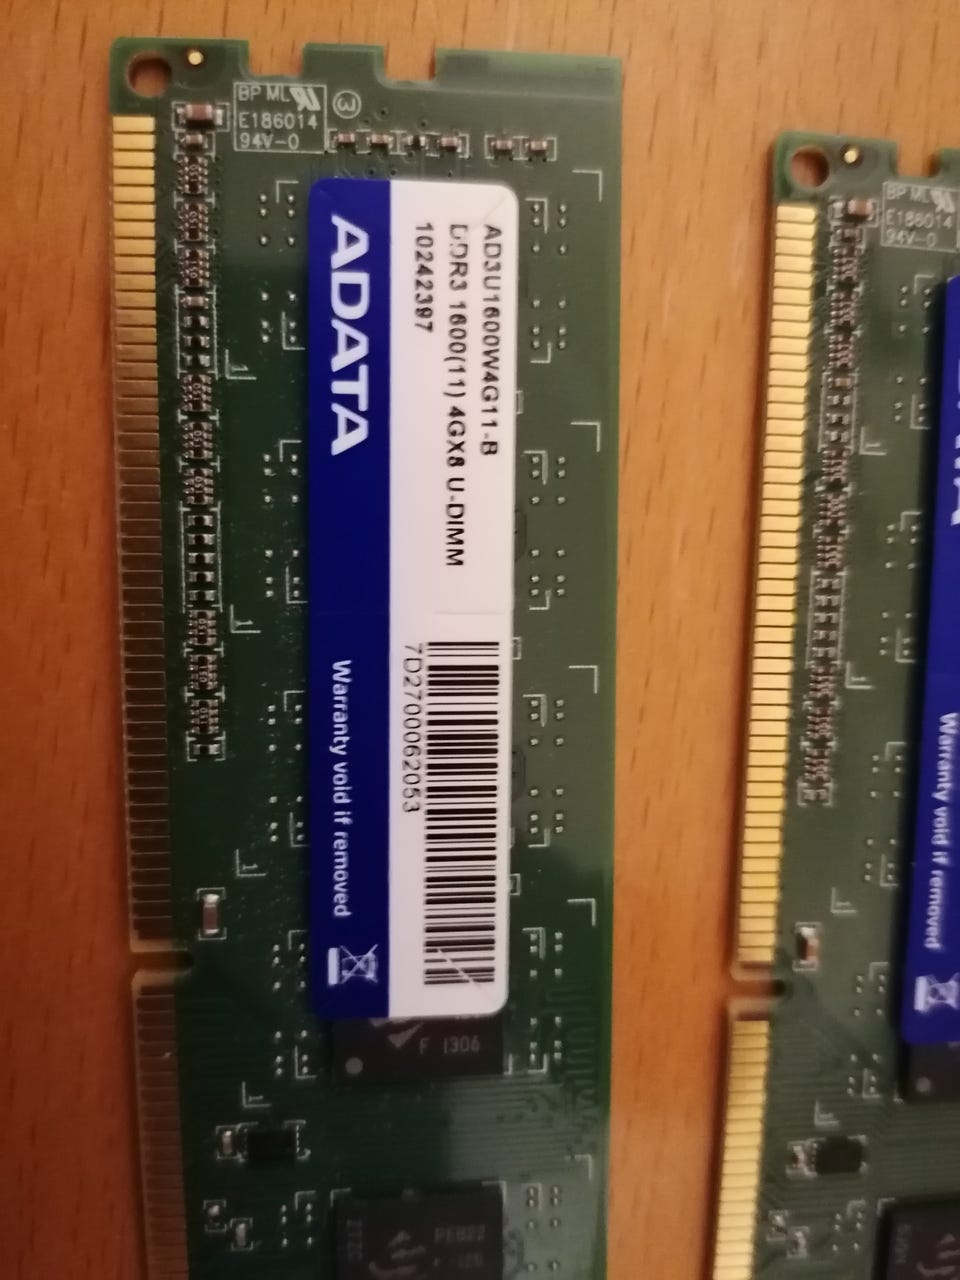 BP ML
E186014
94V-0
3
ADATA
AD3U1600W4G11-B
DDR3 1600(11) 4GX8 U-DIMM
10242397
7D2700062053
Warranty void if removed
F 1306
BP ML
E186014
94V-0
Warranty void if removed